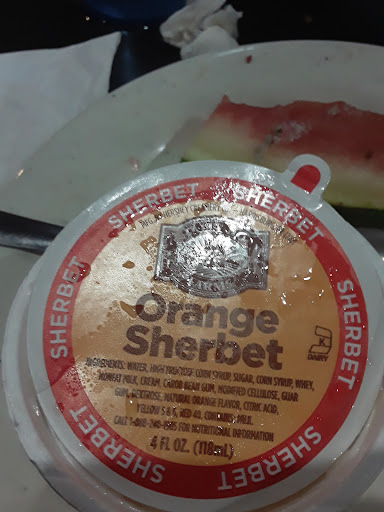 SHERBET SHERBET
SHERBET
SHERBET
SHERBET
SHERBET
Orange
Sherbet
DAIRY
INGREDIENTS: WATER, HIGH FRUCTOSE CORN SYRUP, SUGAR, CORN SYRUP, WHEY,
NONFAT MILK, CREAM, CAROB BEAN GUM, MODIFIED CELLULOSE, GUAR
GUM, DEXTROSE, NATURAL ORANGE FLAVOR, CITRIC ACID,
YELLOW 5 & 6, RED 40. CONTAINS: MILK.
CALL FOR NUTRITIONAL INFORMATION
4 FL OZ. (118mL)